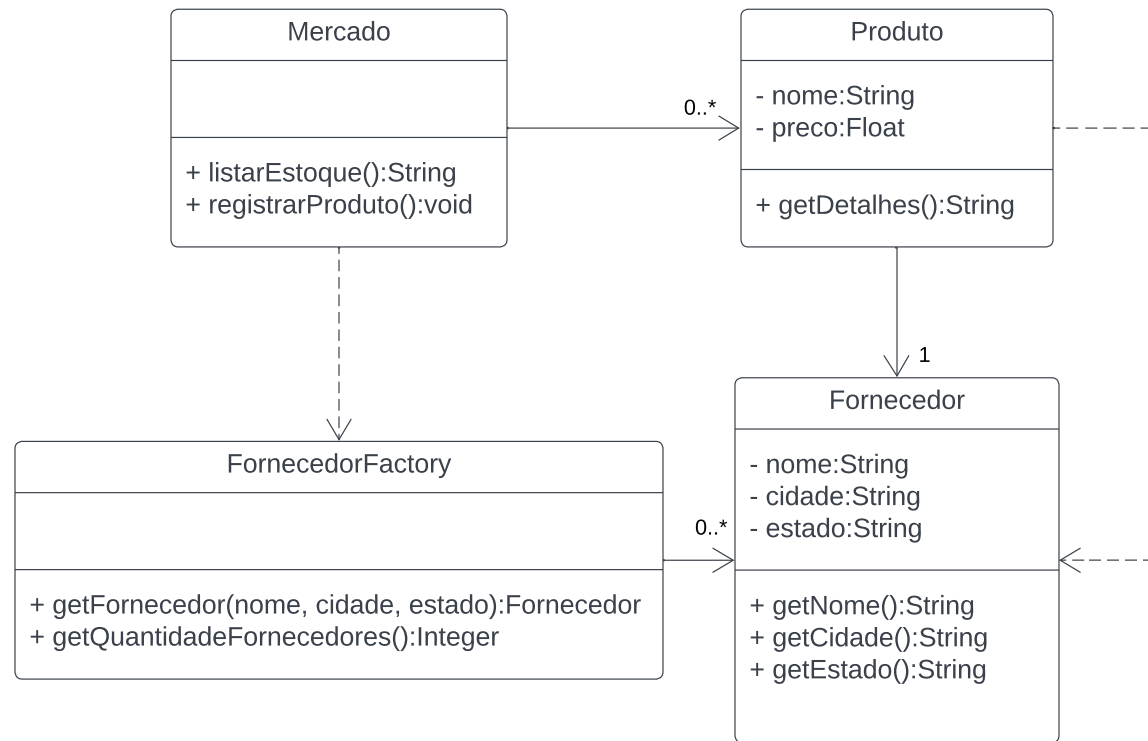 Mercado
+ listarEstoque():String
+ registrarProduto():void
0..*
Produto
- nome:String
- preco:Float
+ getDetalhes():String
1
FornecedorFactory
+ getFornecedor(nome, cidade, estado):Fornecedor
+ getQuantidadeFornecedores():Integer
0..*
Fornecedor
- nome:String
- cidade:String
- estado:String
+ getNome():String
+ getCidade():String
+ getEstado():String